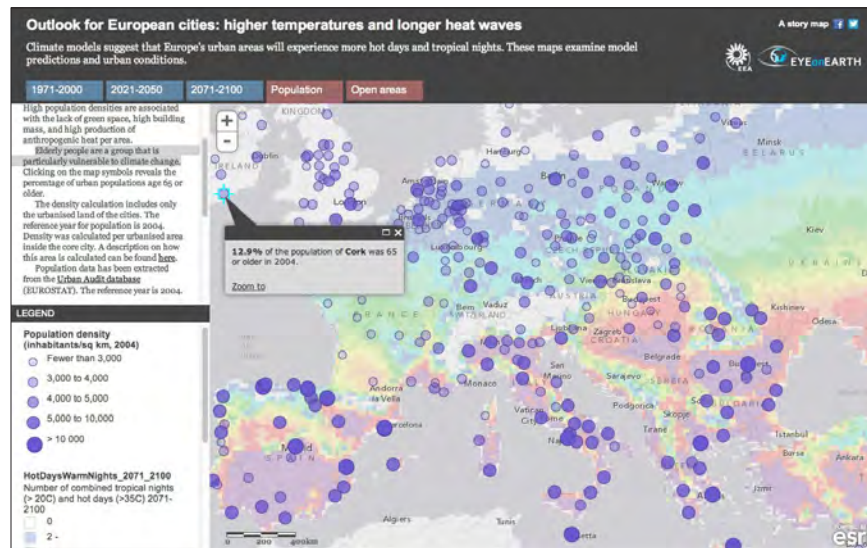 Outlook for European cities: higher temperatures and longer heat waves
A story map
Climate models suggest that Europe's urban areas will experience more hot days and tropical nights. These maps examine model
predictions and urban conditions.
EEA
EYEonEARTH
1971-2000
2021-2050
2071-2100
Population
Open areas
High population densities are associated
with the lack of green space, high building
mass, and high production of
anthropogenic heat per area.
Elderly people are a group that is
particularly vulnerable to climate change.
Clicking on the map symbols reveals the
percentage of urban populations age 65 or
older.
The density calculation includes only
the urbanised land of the cities. The
reference year for population is 2004.
Density was calculated per urbanised area
inside the core city. A description on how
this area is calculated can be found here.
Population data has been extracted
from the Urban Audit database
(EUROSTAT). The reference year is 2004.
LEGEND
Population density
(inhabitants/sq km, 2004)
Fewer than 3,000
3,000 to 4,000
4,000 to 5,000
5,000 to 10,000
> 10 000
HotDaysWarmNights_2071_2100
Number of combined tropical nights
(> 20C) and hot days (>35C) 2071-
2100
0
2 -
+
-
KINGDOM
Dublin
London
Hamburg
Berlin
Warsaw
Vilnius
Minsk
BELARUS
Kiev
12.9% of the population of Cork was 65
or older in 2004.
Zoom to
Luxembourg
Bern
Vaduz
AUSTRIA
FRANCE
Ljubljana
Zagreb
CROATIA
HUNGARY
Budapest
Kishinev
Odesa
Belgrade
San
Marino
Monaco
Andorra
la Vella
Sarajevo
SERBIA
Podgorica
Skopje
Tiranë
Vatican
City
Madrid
SPAIN
Istanbul
Bursa
Ankara
Izmir
Algiers
Tunis
0 200 400km
esri